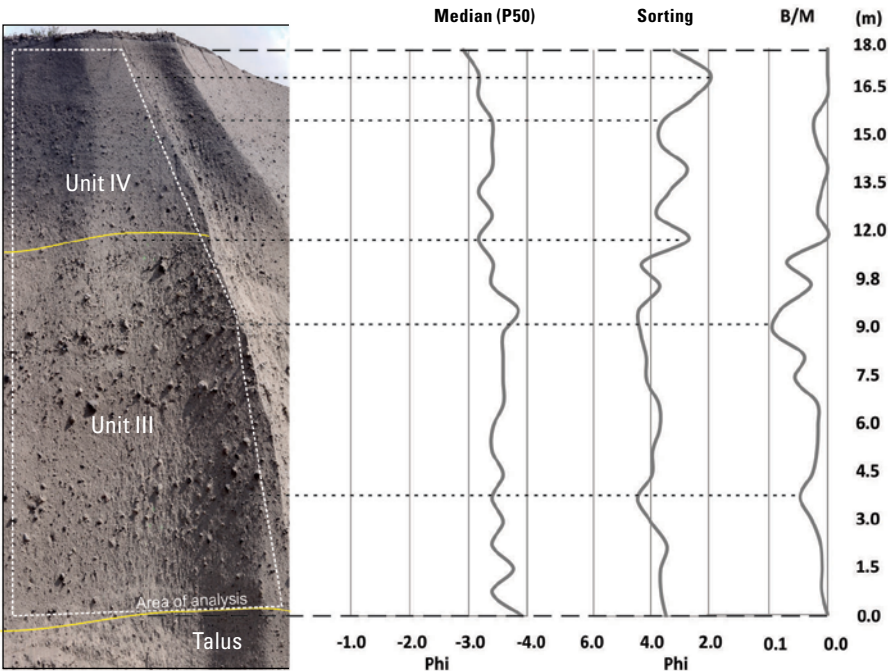 Median (P50)
Sorting
B/M
(m)
18.0
16.5
15.0
13.5
12.0
9.8
9.0
7.5
6.0
4.5
3.0
1.5
0.0
Unit IV
Unit III
Area of analysis
Talus
-1.0 -2.0 -3.0 -4.0
Phi
6.0 4.0 2.0
Phi
0.1 0.0